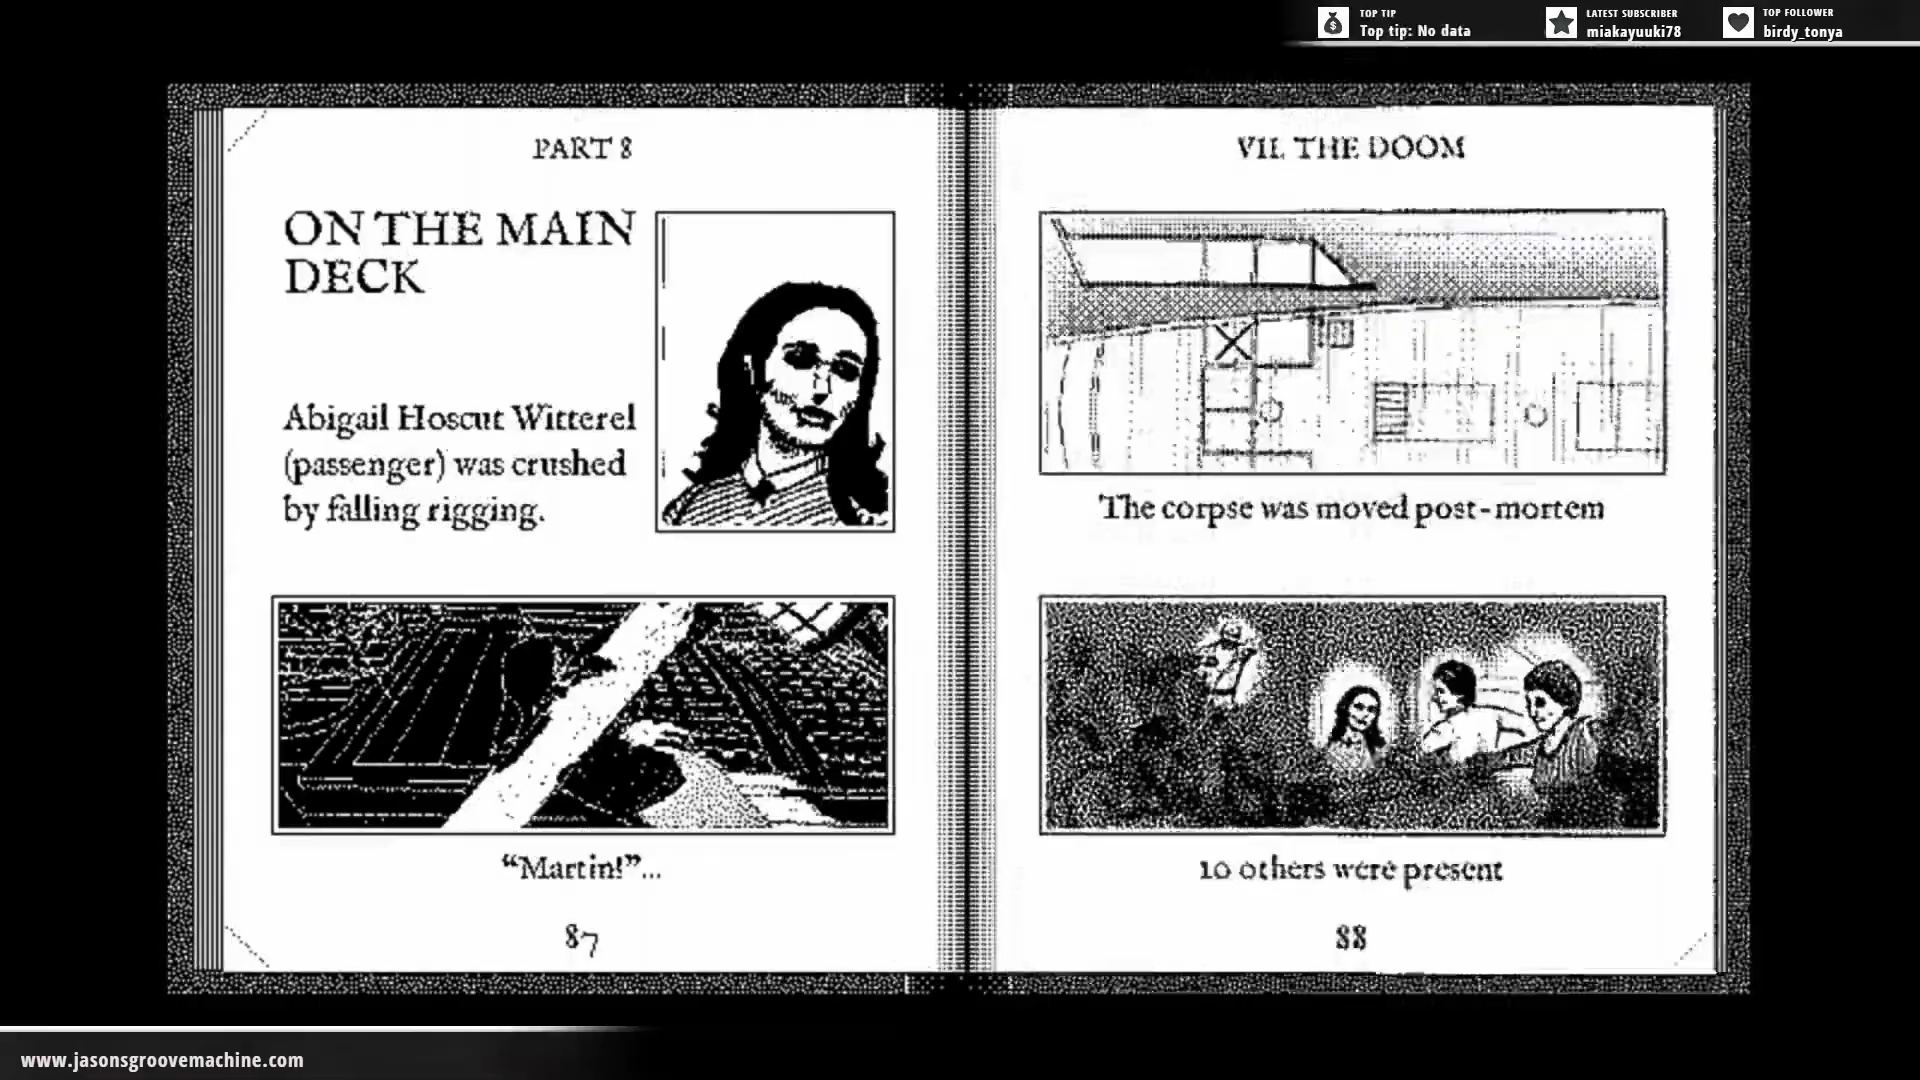 TOP TIP
Top tip: No data
LATEST SUBSCRIBER
miakayuuki78
TOP FOLLOWER
birdy_tonya
PART 8
ON THE MAIN
DECK
Abigail Hoscut Witterel
(passenger) was crushed
by falling rigging.
“Martin!”...
87
VII. THE DOOM
The corpse was moved post-mortem
10 others were present
88
www.jasonsgroovemachine.com